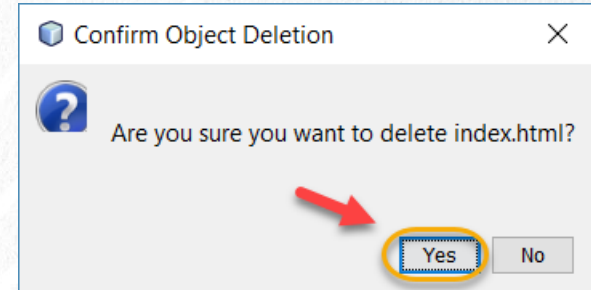 Confirm Object Deletion
Are you sure you want to delete index.html?
Yes No